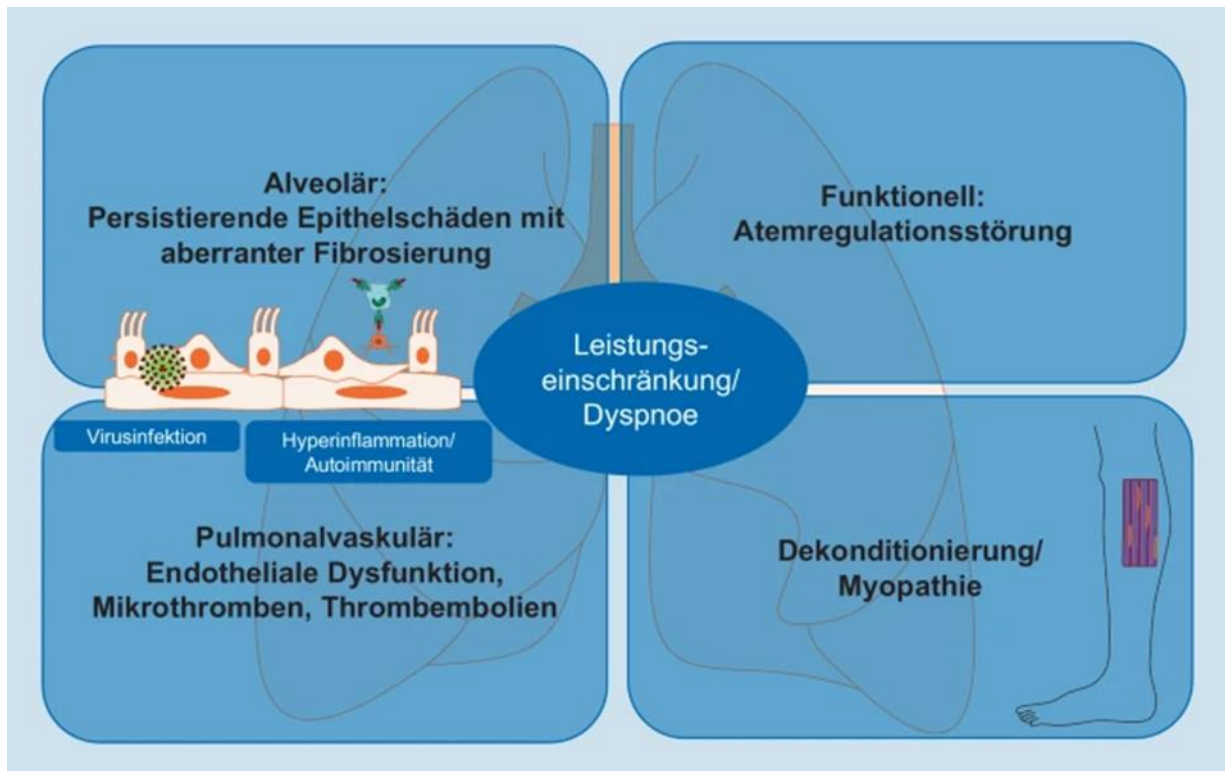 Alveolär:
Persistierende Epithelschäden mit
aberranter Fibrosierung
Funktionell:
Atemregulationsstörung
Leistungs-
einschränkung/
Dyspnoe
Virusinfektion
Hyperinflammation/
Autoimmunität
Pulmonalvaskulär:
Endotheliale Dysfunktion,
Mikrothromben, Thrombembolien
Dekonditionierung/
Myopathie